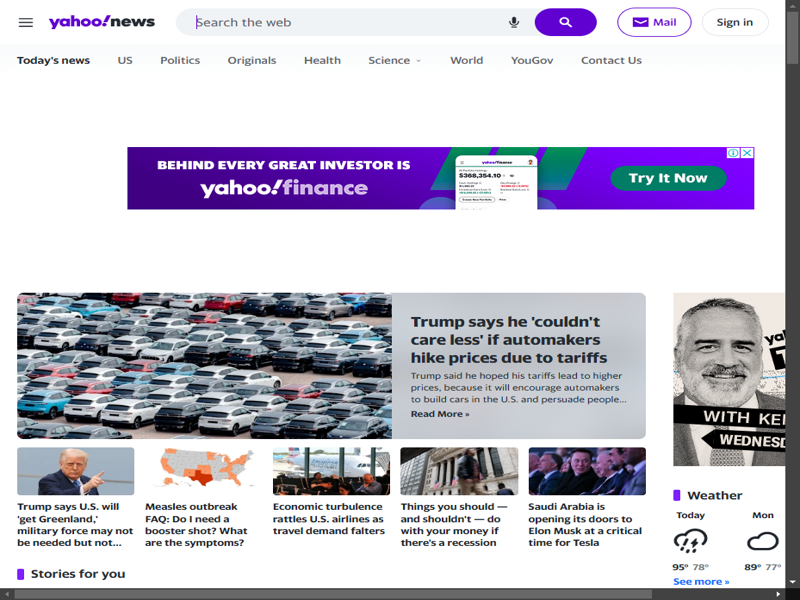 yahoo!news
Search the web
Mail
Sign in
Today's news
US
Politics
Originals
Health
Science
World
YouGov
Contact Us
BEHIND EVERY GREAT INVESTOR IS
yahoo!finance
yahoo!finance
$368,354.10
Try It Now
Trump says he 'couldn't
care less' if automakers
hike prices due to tariffs
Trump said he hoped his tariffs lead to higher
prices, because it will encourage automakers
to build cars in the U.S. and persuade people...
Read More »
WITH KE
WEDNESD
Trump says U.S. will
'get Greenland,'
military force may not
be needed but not...
Measles outbreak
FAQ: Do I need a
booster shot? What
are the symptoms?
Economic turbulence
rattles U.S. airlines as
travel demand falters
Things you should —
and shouldn't — do
with your money if
there's a recession
Saudi Arabia is
opening its doors to
Elon Musk at a critical
time for Tesla
Weather
Today
Mon
95° 78°
89° 77°
See more »
Stories for you